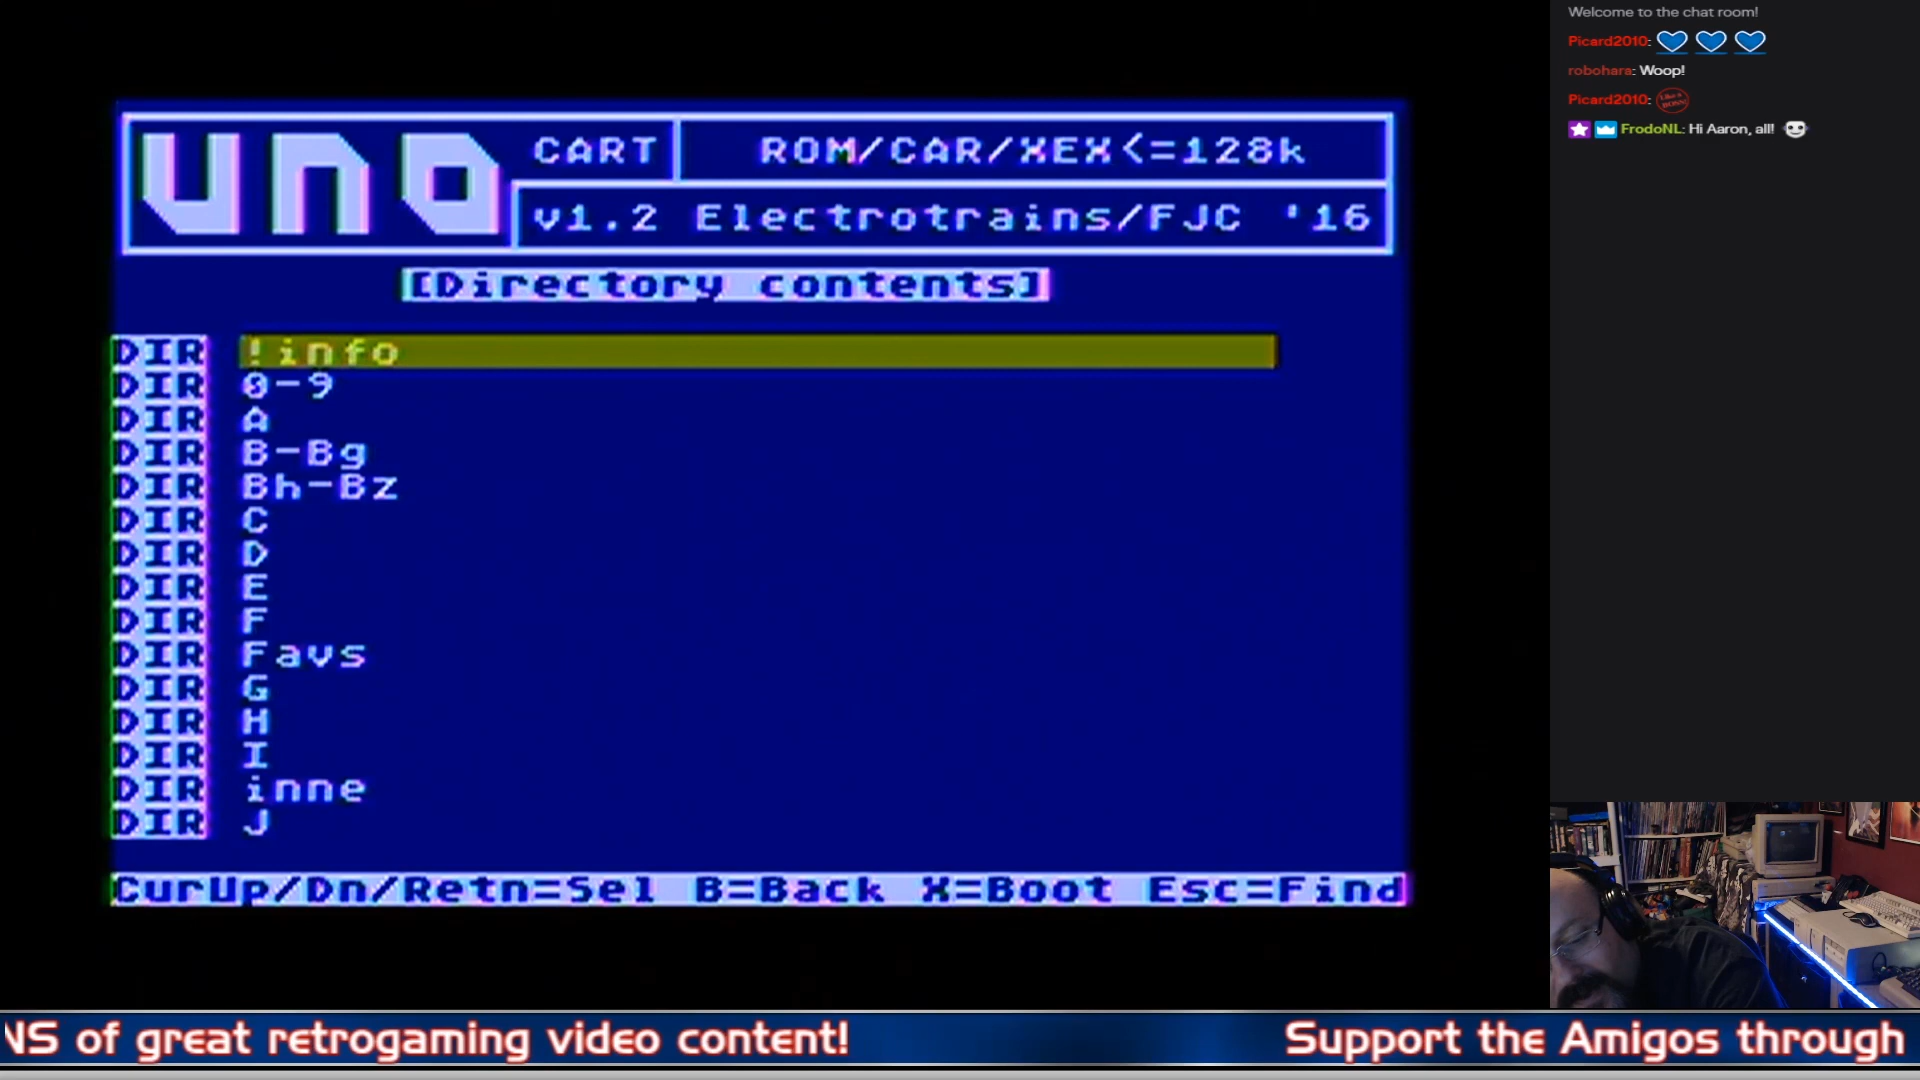 UNO CART ROM/CAR/XEX<=128k
v1.2 Electrotrains/FJC '16
[Directory contents]
DIR !info
DIR 0-9
DIR A
DIR B-Bg
DIR Bh-Bz
DIR C
DIR D
DIR E
DIR F
DIR Favs
DIR G
DIR H
DIR I
DIR inne
DIR J
CurUp/Dn/Retn=Sel B=Back X=Boot Esc=Find
Welcome to the chat room!
Picard2010:
robohara: Woop!
Picard2010:
FrodoNL: Hi Aaron, all!
NS of great retrogaming video content! Support the Amigos through